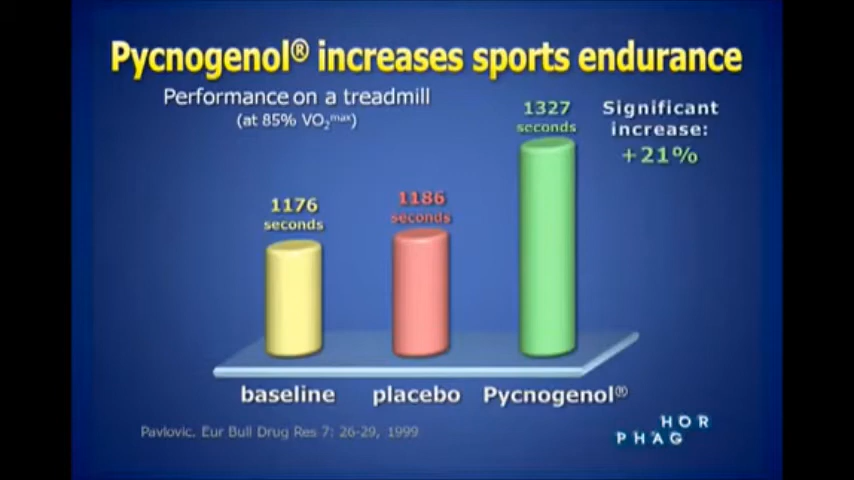 Pycnogenol® increases sports endurance
Performance on a treadmill
(at 85% VO₂ᵐᵃˣ)
1327
seconds
Significant
increase:
+21%
1176
seconds
1186
seconds
baseline
placebo
Pycnogenol®
Pavlovic. Eur Bull Drug Res 7: 26-29, 1999
HOR
PHAG